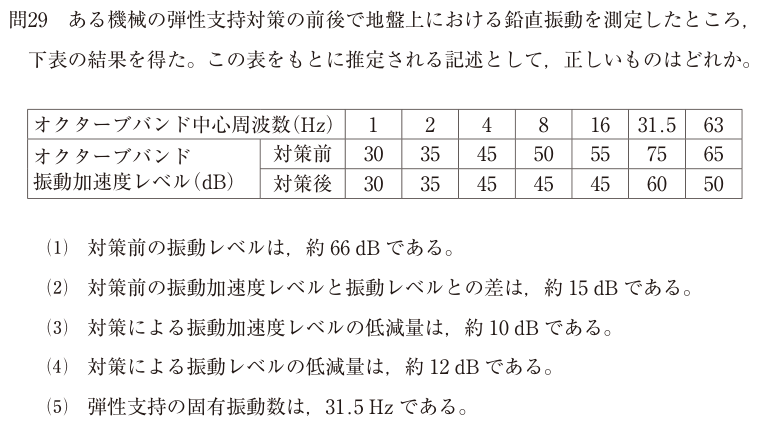 問29　ある機械の弾性支持対策の前後で地盤上における鉛直振動を測定したところ，
下表の結果を得た。この表をもとに推定される記述として，正しいものはどれか。
オクターブバンド中心周波数(Hz) 1 2 4 8 16 31.5 63
オクターブバンド振動加速度レベル(dB) 対策前 30 35 45 50 55 75 65
対策後 30 35 45 45 45 60 50
(1)　対策前の振動レベルは，約 66 dB である。
(2)　対策前の振動加速度レベルと振動レベルとの差は，約 15 dB である。
(3)　対策による振動加速度レベルの低減量は，約 10 dB である。
(4)　対策による振動レベルの低減量は，約 12 dB である。
(5)　弾性支持の固有振動数は，31.5 Hz である。